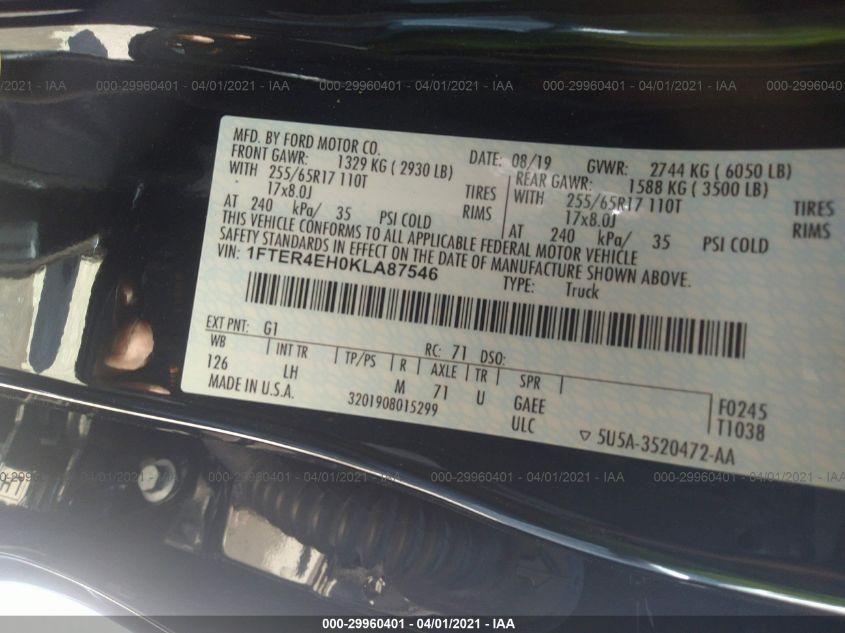 000-29960401 - 04/01/2021 - IAA 000-29960401 - 04/01/2021 - IAA
MFD. BY FORD MOTOR CO. DATE: 08/19 GVWR: 2744 KG ( 6050 LB)
FRONT GAWR: 1329 KG ( 2930 LB) REAR GAWR: 1588 KG ( 3500 LB)
WITH 255/65R17 110T TIRES WITH 255/65R17 110T TIRES
17x8.0J RIMS 17x8.0J RIMS
AT 240 kPa/ 35 PSI COLD AT 240 kPa/ 35 PSI COLD
THIS VEHICLE CONFORMS TO ALL APPLICABLE FEDERAL MOTOR VEHICLE
SAFETY STANDARDS IN EFFECT ON THE DATE OF MANUFACTURE SHOWN ABOVE.
VIN: 1FTER4EH0KLA87546 TYPE: Truck
EXT PNT: G1 RC: 71 DSO:
WB INT TR TP/PS R AXLE TR SPR
126 LH M 71 U GAEE F0245
MADE IN U.S.A. 3201908015299 ULC T1038
5U5A-3520472-AA
000-29960401 - 04/01/2021 - IAA